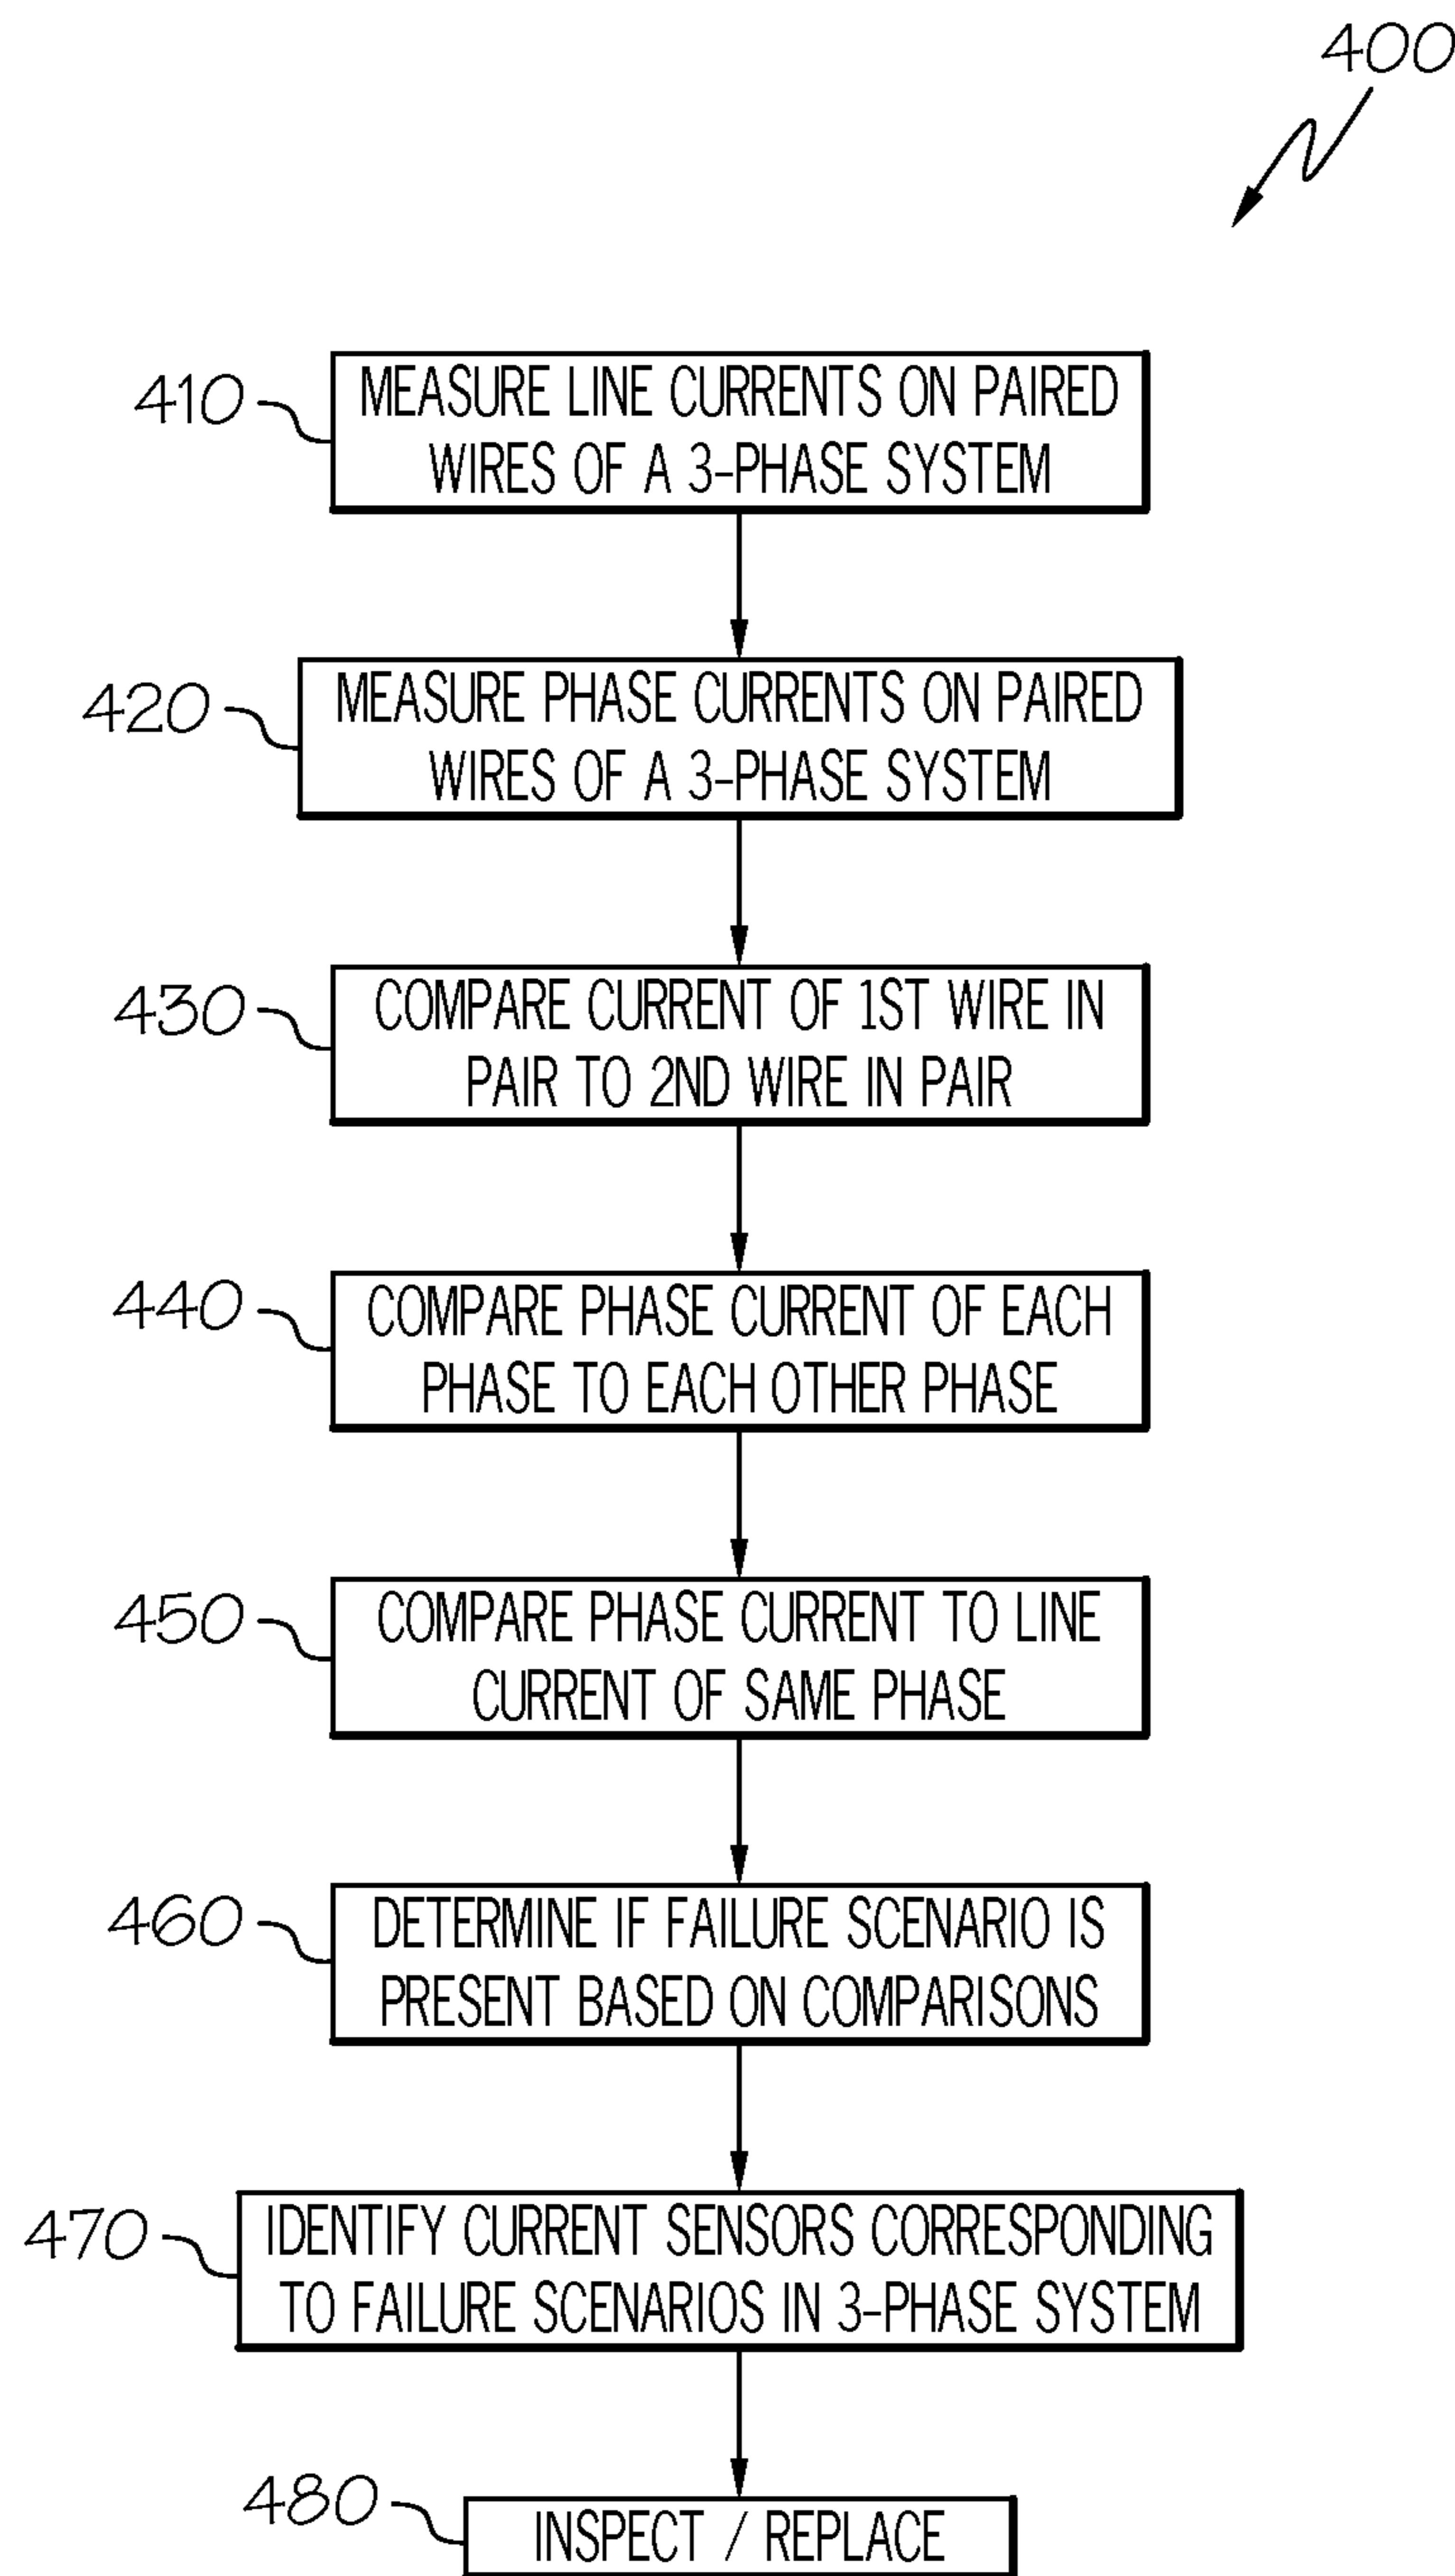 400
410
MEASURE LINE CURRENTS ON PAIRED
WIRES OF A 3-PHASE SYSTEM
420
MEASURE PHASE CURRENTS ON PAIRED
WIRES OF A 3-PHASE SYSTEM
430
COMPARE CURRENT OF 1ST WIRE IN
PAIR TO 2ND WIRE IN PAIR
440
COMPARE PHASE CURRENT OF EACH
PHASE TO EACH OTHER PHASE
450
COMPARE PHASE CURRENT TO LINE
CURRENT OF SAME PHASE
460
DETERMINE IF FAILURE SCENARIO IS
PRESENT BASED ON COMPARISONS
470
IDENTIFY CURRENT SENSORS CORRESPONDING
TO FAILURE SCENARIOS IN 3-PHASE SYSTEM
480
INSPECT / REPLACE